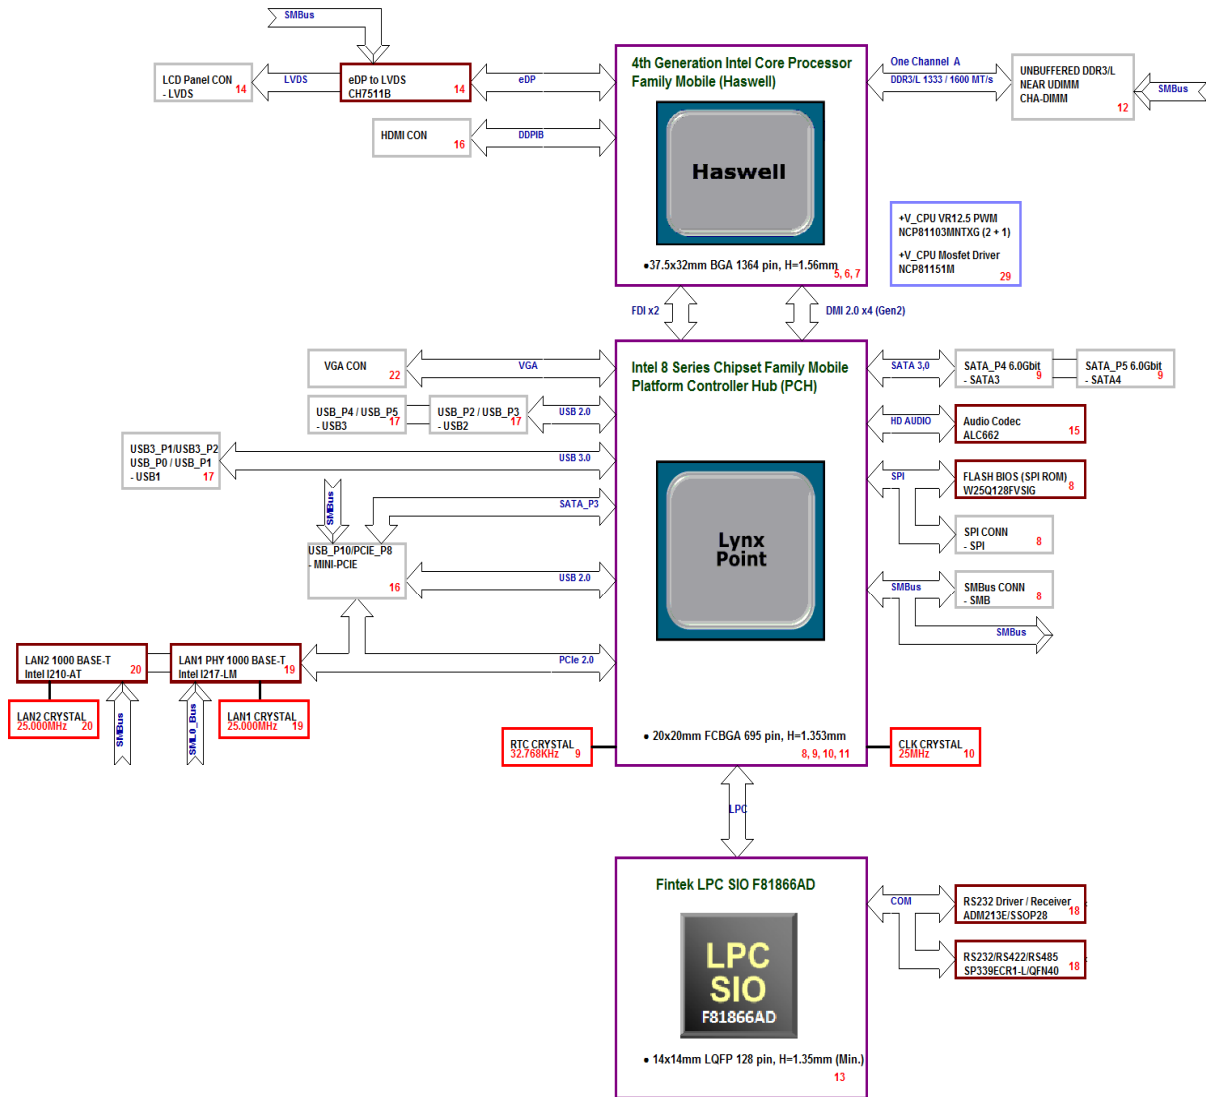 SMBus
LCD Panel CON
- LVDS
14
LVDS
eDP to LVDS
CH7511B
14
eDP
HDMI CON
16
DDPIB
4th Generation Intel Core Processor
Family Mobile (Haswell)
Haswell
●37.5x32mm BGA 1364 pin, H=1.56mm
5, 6, 7
One Channel A
DDR3/L 1333 / 1600 MT/s
UNBUFFERED DDR3/L
NEAR UDIMM
CHA-DIMM
12
SMBus
+V_CPU VR12.5 PWM
NCP81103MNTXG (2 + 1)
+V_CPU Mosfet Driver
NCP81151M
29
FDI x2
DMI 2.0 x4 (Gen2)
VGA CON
22
VGA
USB_P4 / USB_P5
- USB3
17
USB_P2 / USB_P3
- USB2
17
USB 2.0
USB3_P1/USB3_P2
USB_P0 / USB_P1
- USB1
17
USB 3.0
SMBus
SATA_P3
USB_P10/PCIE_P8
- MINI-PCIE
16
USB 2.0
LAN2 1000 BASE-T
Intel I210-AT
20
LAN1 PHY 1000 BASE-T
Intel I217-LM
19
PCIe 2.0
LAN2 CRYSTAL
25.000MHz
20
SMBus
SML0_Bus
LAN1 CRYSTAL
25.000MHz
19
Intel 8 Series Chipset Family Mobile
Platform Controller Hub (PCH)
Lynx
Point
● 20x20mm FCBGA 695 pin, H=1.353mm
8, 9, 10, 11
RTC CRYSTAL
32.768KHz
9
CLK CRYSTAL
25MHz
10
SATA 3,0
SATA_P4 6.0Gbit
- SATA3
9
SATA_P5 6.0Gbit
- SATA4
9
HD AUDIO
Audio Codec
ALC662
15
SPI
FLASH BIOS (SPI ROM)
W25Q128FVSIG
8
SPI CONN
- SPI
8
SMBus
SMBus CONN
- SMB
8
SMBus
LPC
Fintek LPC SIO F81866AD
LPC
SIO
F81866AD
● 14x14mm LQFP 128 pin, H=1.35mm (Min.)
13
COM
RS232 Driver / Receiver
ADM213E/SSOP28
18
RS232/RS422/RS485
SP339ECR1-L/QFN40
18